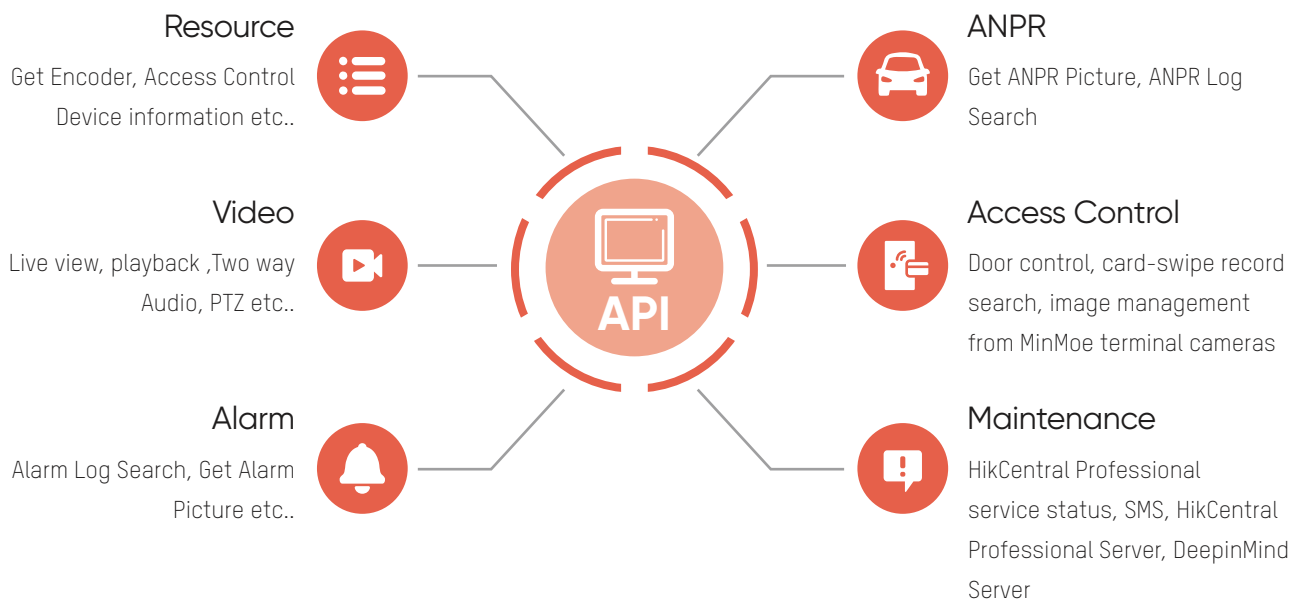 Resource
Get Encoder, Access Control
Device information etc..
Video
Live view, playback ,Two way
Audio, PTZ etc..
Alarm
Alarm Log Search, Get Alarm
Picture etc..
API
ANPR
Get ANPR Picture, ANPR Log
Search
Access Control
Door control, card-swipe record
search, image management
from MinMoe terminal cameras
Maintenance
HikCentral Professional
service status, SMS, HikCentral
Professional Server, DeepinMind
Server